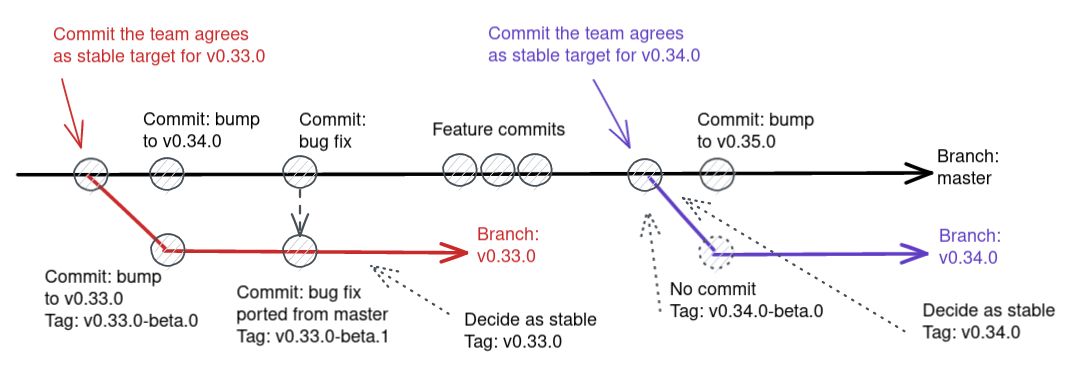 Commit the team agrees
as stable target for v0.33.0
Commit the team agrees
as stable target for v0.34.0
Commit: bump
to v0.34.0
Commit:
bug fix
Feature commits
Commit: bump
to v0.35.0
Branch:
master
Branch:
v0.33.0
Branch:
v0.34.0
Commit: bump
to v0.33.0
Tag: v0.33.0-beta.0
Commit: bug fix
ported from master
Tag: v0.33.0-beta.1
Decide as stable
Tag: v0.33.0
No commit
Tag: v0.34.0-beta.0
Decide as stable
Tag: v0.34.0